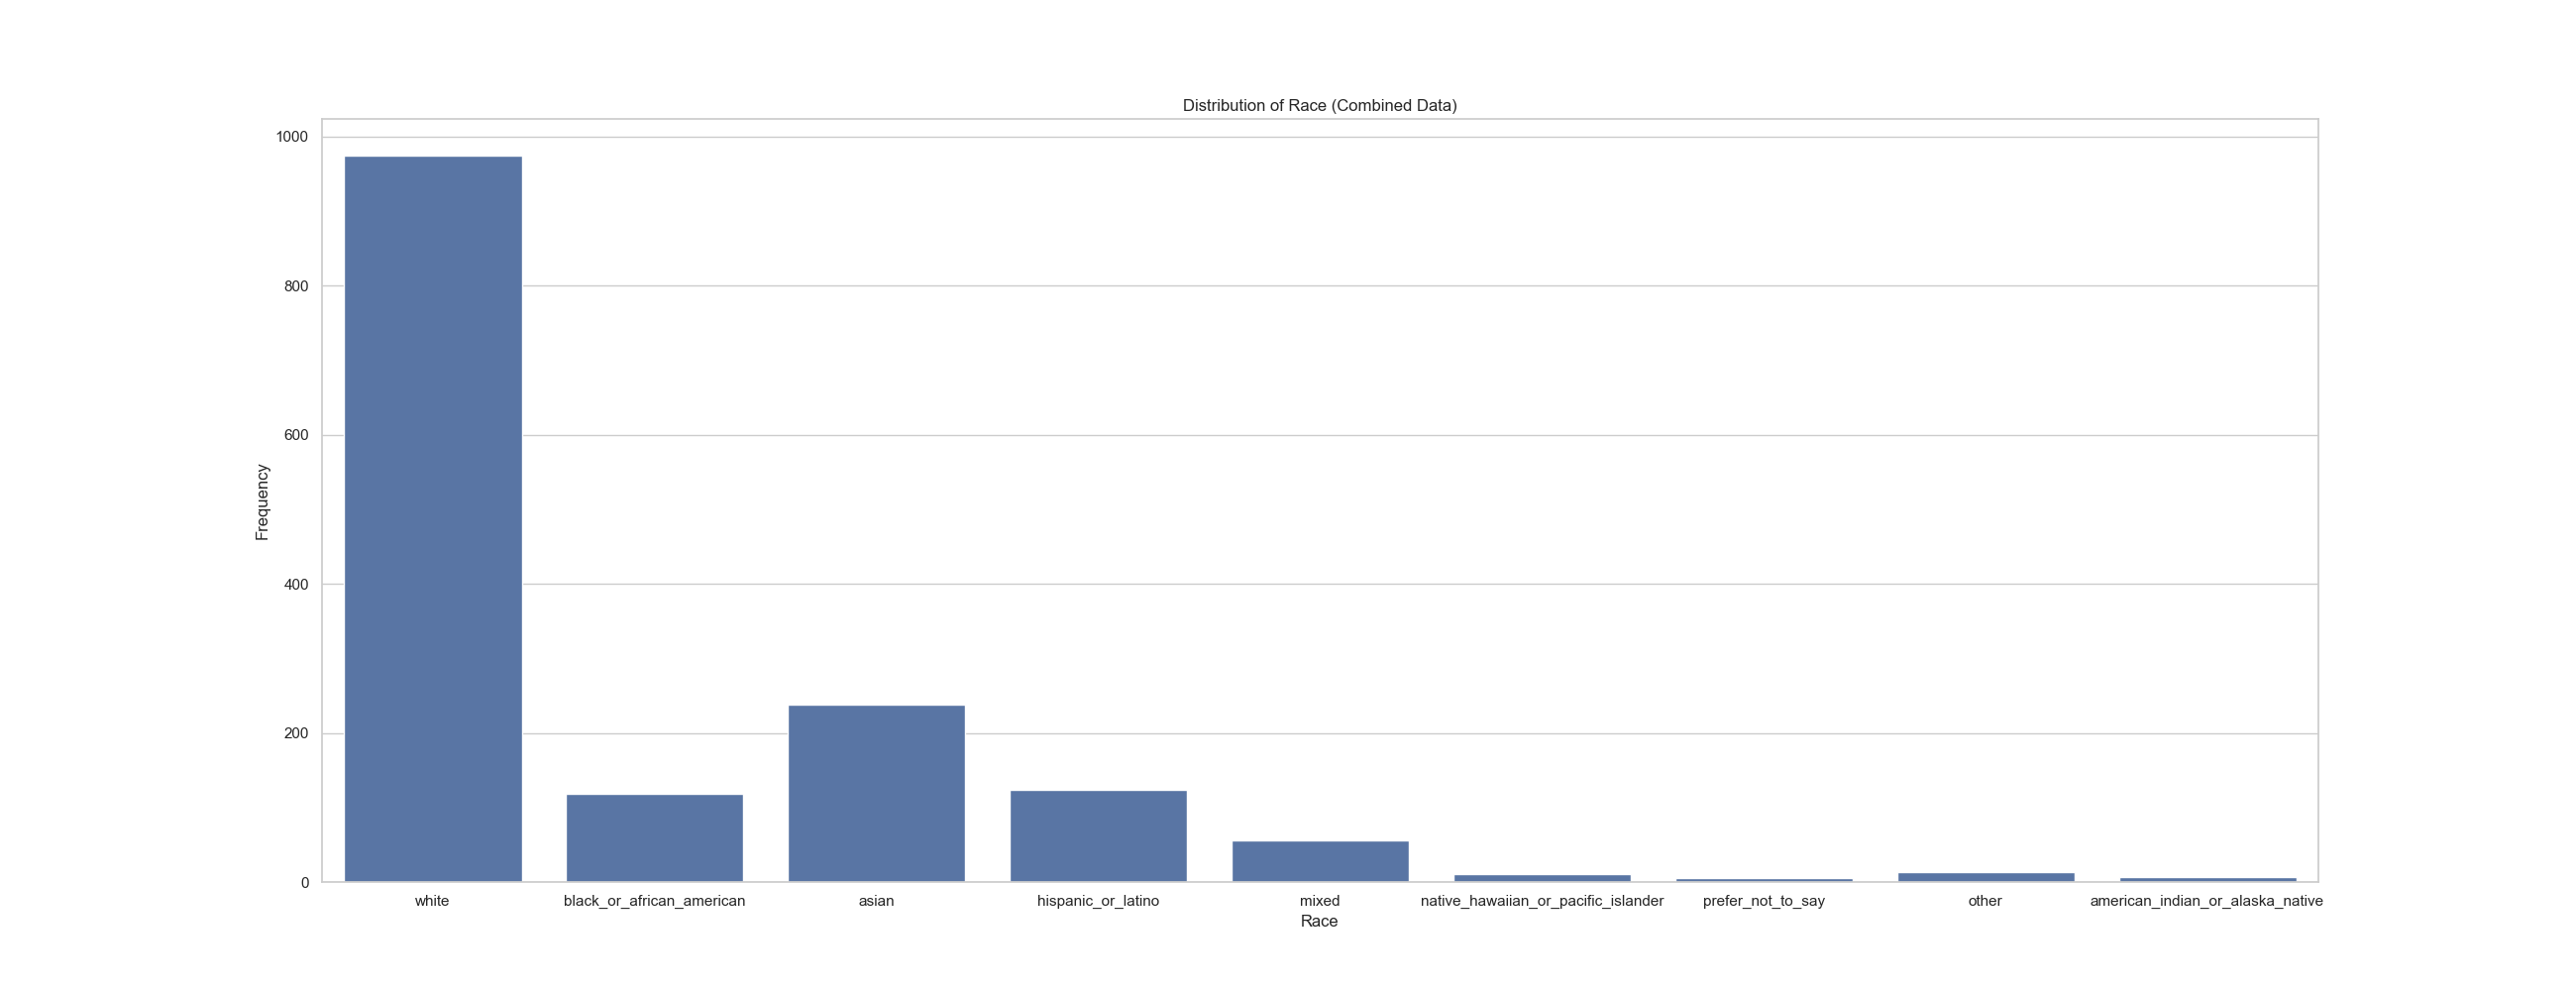 Distribution of Race (Combined Data)
1000
800
600
400
200
0
Frequency
white
black_or_african_american
asian
hispanic_or_latino
mixed
native_hawaiian_or_pacific_islander
prefer_not_to_say
other
american_indian_or_alaska_native
Race